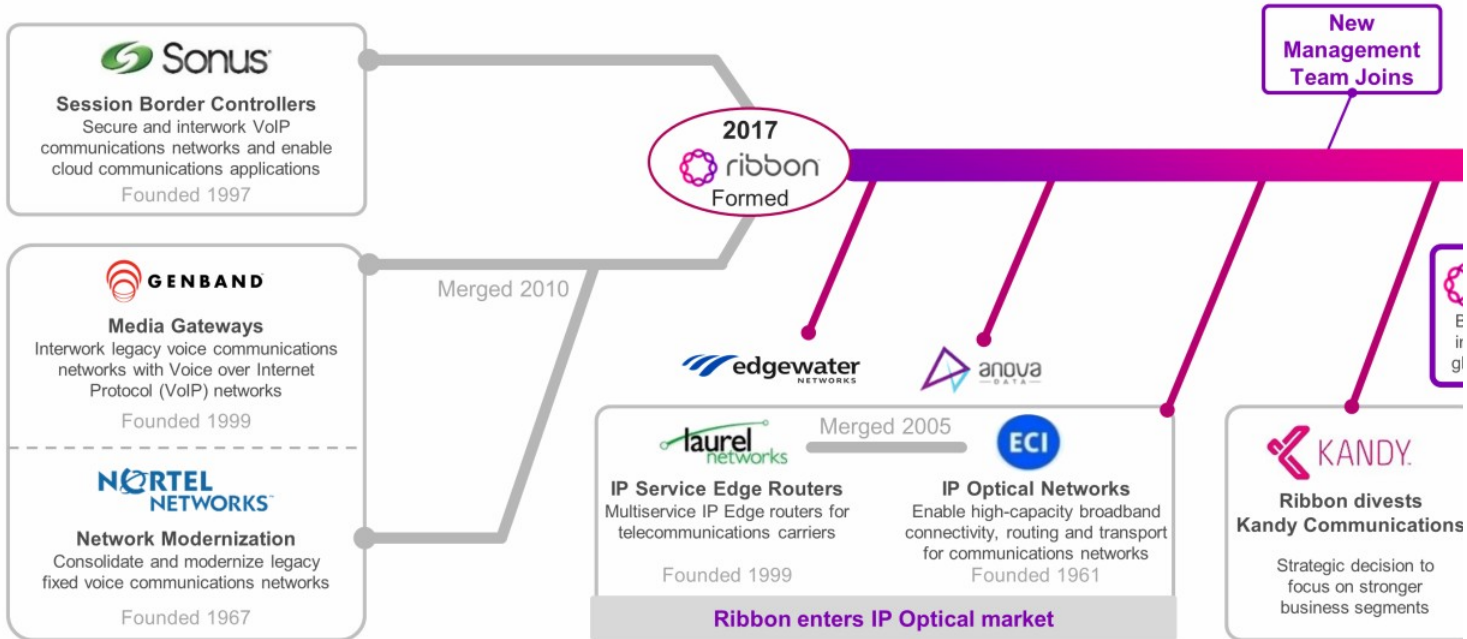 Sonus
Session Border Controllers
Secure and interwork VoIP
communications networks and enable
cloud communications applications
Founded 1997
GENBAND
Media Gateways
Interwork legacy voice communications
networks with Voice over Internet
Protocol (VoIP) networks
Founded 1999
NORTEL
NETWORKS
Network Modernization
Consolidate and modernize legacy
fixed voice communications networks
Founded 1967
Merged 2010
2017
ribbon
Formed
New
Management
Team Joins
edgewater
NETWORKS
anova
DATA
laurel
networks
Merged 2005
ECI
IP Service Edge Routers
Multiservice IP Edge routers for
telecommunications carriers
Founded 1999
IP Optical Networks
Enable high-capacity broadband
connectivity, routing and transport
for communications networks
Founded 1961
Ribbon enters IP Optical market
KANDY
Ribbon divests
Kandy Communications
Strategic decision to
focus on stronger
business segments